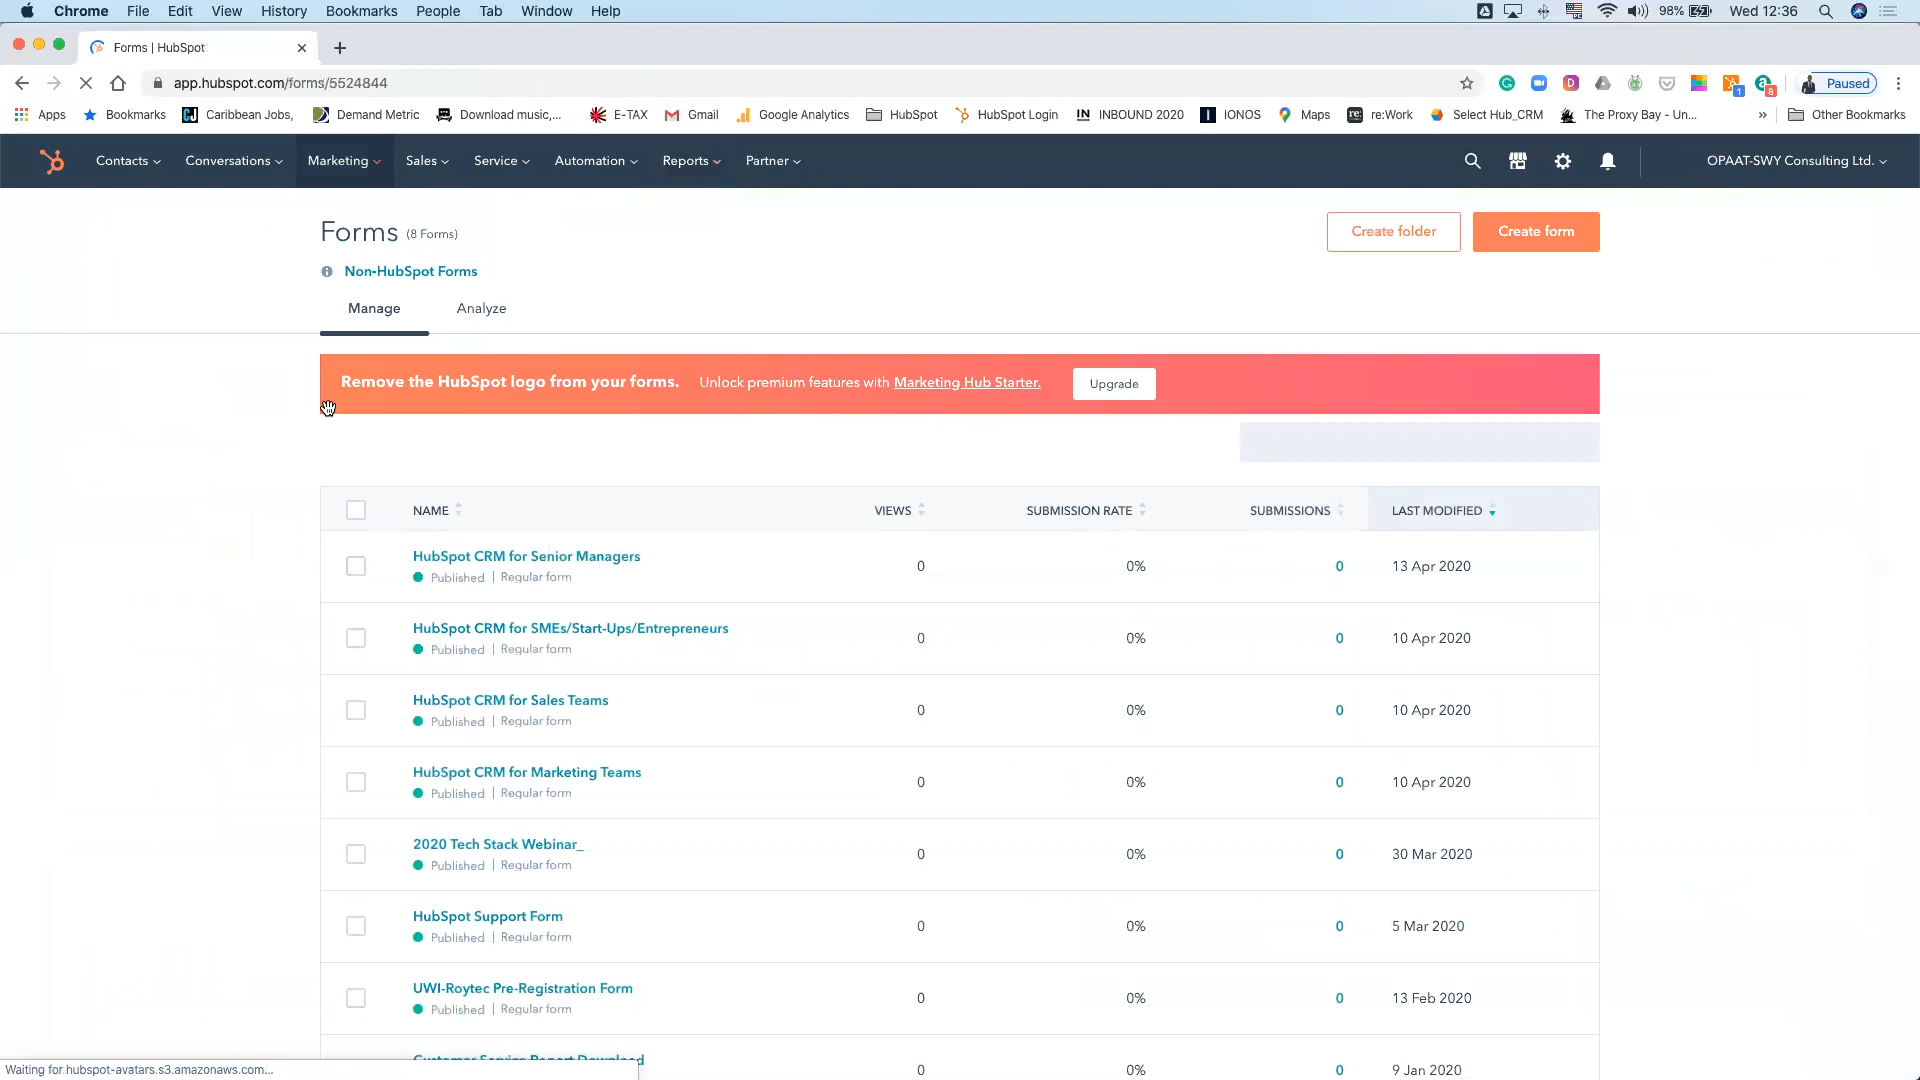 Chrome File Edit View History Bookmarks People Tab Window Help 98% Wed 12:36
Forms | HubSpot
app.hubspot.com/forms/5524844 1 8 Paused
Apps Bookmarks Caribbean Jobs, Demand Metric Download music,... E-TAX Gmail Google Analytics HubSpot HubSpot Login INBOUND 2020 IONOS Maps re:Work Select Hub_CRM The Proxy Bay - Un... » Other Bookmarks
Contacts Conversations Marketing Sales Service Automation Reports Partner OPAAT-SWY Consulting Ltd.
Forms (8 Forms)
Create folder Create form
Non-HubSpot Forms
Manage Analyze
Remove the HubSpot logo from your forms. Unlock premium features with Marketing Hub Starter. Upgrade
NAME VIEWS SUBMISSION RATE SUBMISSIONS LAST MODIFIED
HubSpot CRM for Senior Managers
Published | Regular form
0 0% 0 13 Apr 2020
HubSpot CRM for SMEs/Start-Ups/Entrepreneurs
Published | Regular form
0 0% 0 10 Apr 2020
HubSpot CRM for Sales Teams
Published | Regular form
0 0% 0 10 Apr 2020
HubSpot CRM for Marketing Teams
Published | Regular form
0 0% 0 10 Apr 2020
2020 Tech Stack Webinar_
Published | Regular form
0 0% 0 30 Mar 2020
HubSpot Support Form
Published | Regular form
0 0% 0 5 Mar 2020
UWI-Roytec Pre-Registration Form
Published | Regular form
0 0% 0 13 Feb 2020
Customer Service Report Download
0 0% 0 9 Jan 2020
Waiting for hubspot-avatars.s3.amazonaws.com...